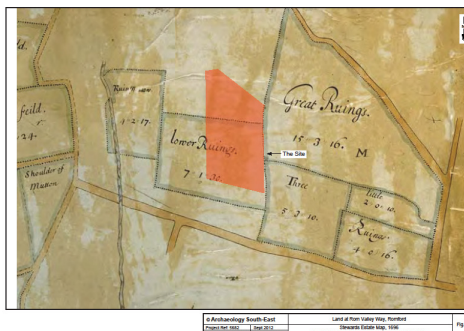 Great Ruings.
15 · 3 · 16. M
1 · 2 · 17.
Lower Ruings.
7 · 1 · 30.
The Site
feild.
24.
Shoulder of
Mutton
Three
5 · 3 · 10.
Little
2 · 0 · 10.
Ruings.
4 · 0 · 16.
© Archaeology South-East
Land at Rom Valley Way, Romford
Project Ref: 5682
Sept 2012
Stewards Estate Map, 1696